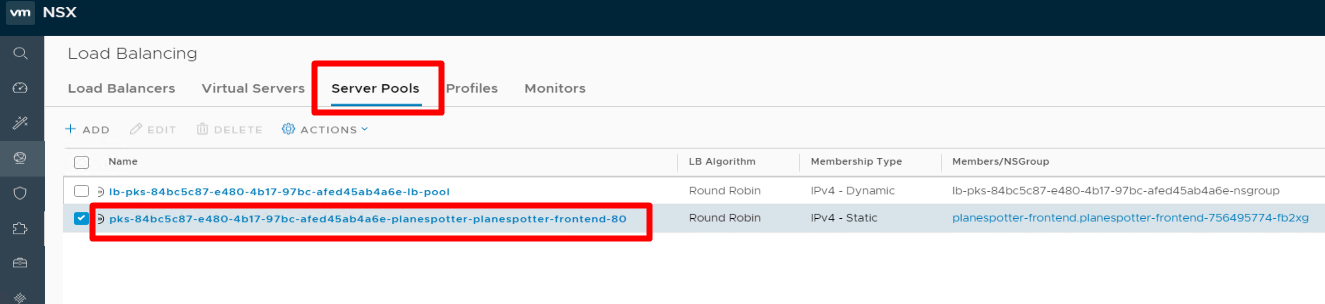 vm NSX
Load Balancing
Load Balancers Virtual Servers Server Pools Profiles Monitors
+ ADD EDIT DELETE ACTIONS
Name LB Algorithm Membership Type Members/NSGroup
lb-pks-84bc5c87-e480-4b17-97bc-afed45ab4a6e-lb-pool Round Robin IPv4 - Dynamic lb-pks-84bc5c87-e480-4b17-97bc-afed45ab4a6e-nsgroup
pks-84bc5c87-e480-4b17-97bc-afed45ab4a6e-planespotter-planespotter-frontend-80 Round Robin IPv4 - Static planespotter-frontend.planespotter-frontend-756495774-fb2xg